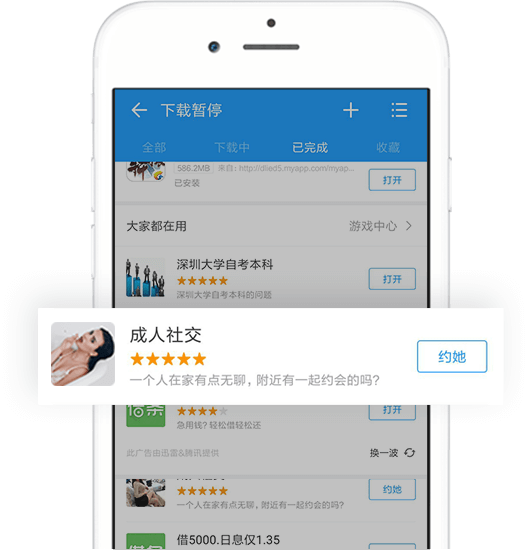 下载暂停
全部 下载中 已完成 收藏
586.2MB 来自: http://dlied5.myapp.com/myap...
已安装
打开
大家都在用 游戏中心
深圳大学自考本科
深圳大学自考本科的问题
打开
成人社交
一个人在家有点无聊，附近有一起约会的吗?
约她
借条
急用钱? 轻松借轻松还
打开
此广告由迅雷&腾讯提供 换一波
一个人在家有点无聊，附近有一起约会的吗?
约她
借5000.日息仅1.35